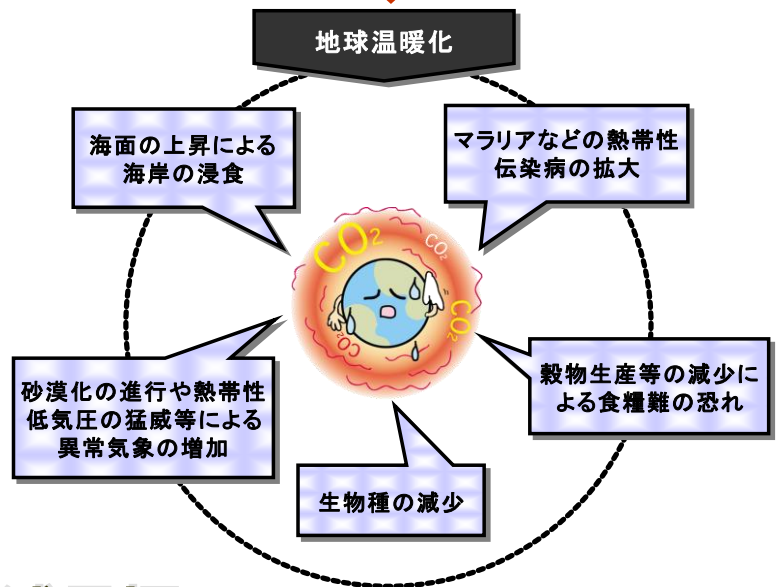 地球温暖化
海面の上昇による
海岸の浸食
マラリアなどの熱帯性
伝染病の拡大
CO2
CO2
CO2
CO2
砂漠化の進行や熱帯性
低気圧の猛威等による
異常気象の増加
穀物生産等の減少に
よる食糧難の恐れ
生物種の減少